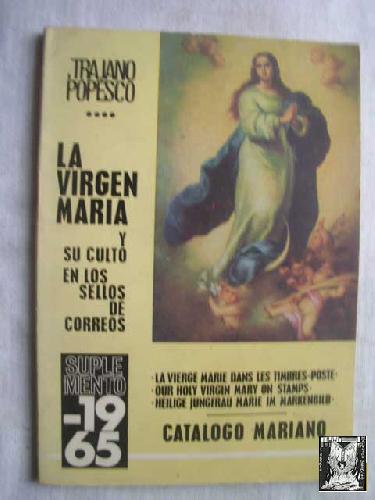 TRAJANO
POPESCO
LA
VIRGEN
MARIA
Y
SU CULTO
EN LOS
SELLOS
DE
CORREOS
SUPLE
MENTO
-19
65
·LA VIERGE MARIE DANS LES TIMBRES-POSTE·
·OUR HOLY VIRGIN MARY ON STAMPS·
·HEILIGE JUNGFRAU MARIE IM MARKENBILD·
CATALOGO MARIANO